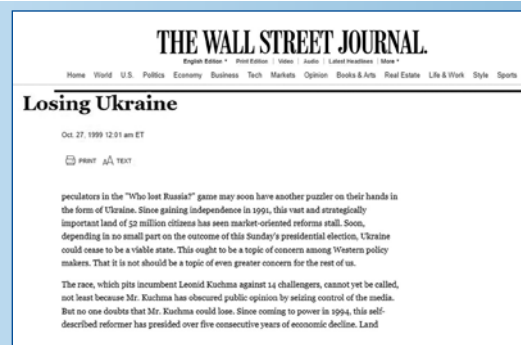 THE WALL STREET JOURNAL.
English Edition Print Edition Video Audio Latest Headlines More
Home World U.S. Politics Economy Business Tech Markets Opinion Books & Arts Real Estate Life & Work Style Sports
Losing Ukraine
Oct. 27, 1999 12:01 am ET
PRINT AA TEXT
peculators in the "Who lost Russia?" game may soon have another puzzler on their hands in
the form of Ukraine. Since gaining independence in 1991, this vast and strategically
important land of 52 million citizens has seen market-oriented reforms stall. Soon,
depending in no small part on the outcome of this Sunday's presidential election, Ukraine
could cease to be a viable state. This ought to be a topic of concern among Western policy
makers. That it is not should be a topic of even greater concern for the rest of us.
The race, which pits incumbent Leonid Kuchma against 14 challengers, cannot yet be called,
not least because Mr. Kuchma has obscured public opinion by seizing control of the media.
But no one doubts that Mr. Kuchma could lose. Since coming to power in 1994, this self-
described reformer has presided over five consecutive years of economic decline. Land